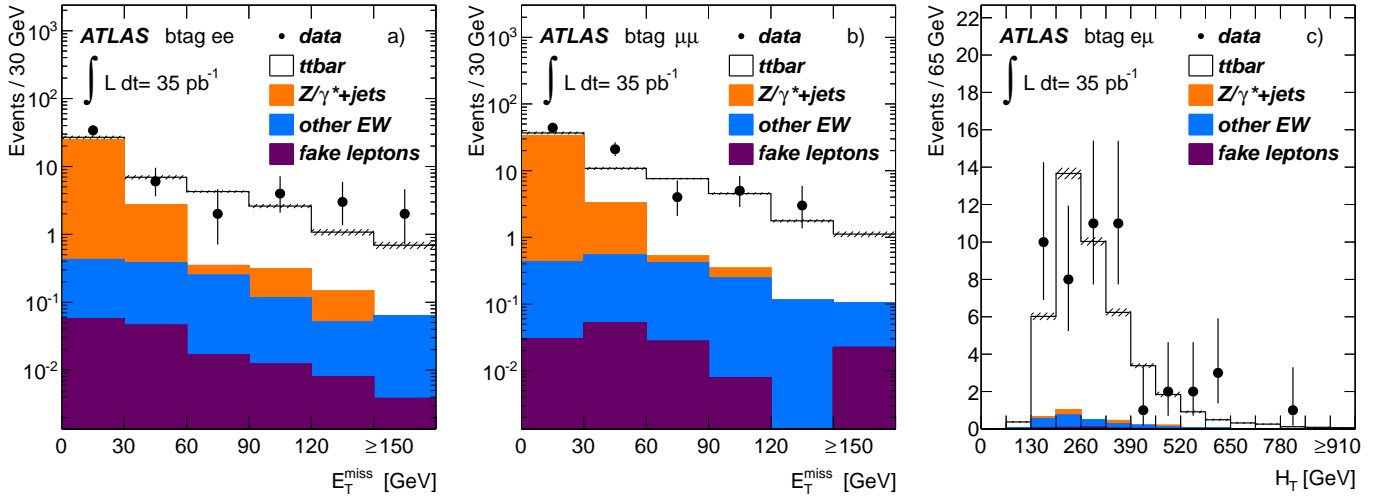 Events / 30 GeV
10³
10²
10
1
10⁻¹
10⁻²
ATLAS btag ee
∫ L dt= 35 pb⁻¹
data
ttbar
Z/γ*+jets
other EW
fake leptons
a)
0 30 60 90 120 ≥150
E_T^miss [GeV]
Events / 30 GeV
10³
10²
10
1
10⁻¹
10⁻²
ATLAS btag μμ
∫ L dt= 35 pb⁻¹
data
ttbar
Z/γ*+jets
other EW
fake leptons
b)
0 30 60 90 120 ≥150
E_T^miss [GeV]
Events / 65 GeV
22
20
18
16
14
12
10
8
6
4
2
0
ATLAS btag eμ
∫ L dt= 35 pb⁻¹
data
ttbar
Z/γ*+jets
other EW
fake leptons
c)
0 130 260 390 520 650 780 ≥910
H_T [GeV]